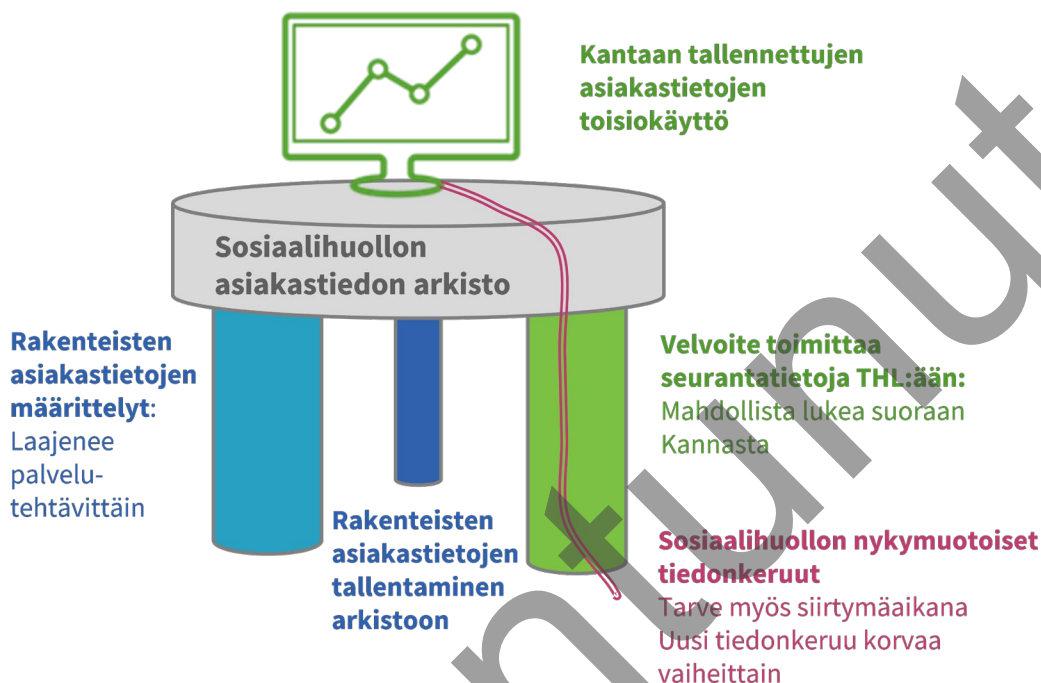 Kantaan tallennettujen
asiakastietojen
toisiokäyttö
Sosiaalihuollon
asiakastiedon arkisto
Rakenteisten
asiakastietojen
määrittelyt:
Laajenee
palvelu-
tehtävittäin
Rakenteisten
asiakastietojen
tallentaminen
arkistoon
Velvoite toimittaa
seurantatietoja THL:ään:
Mahdollista lukea suoraan
Kannasta
Sosiaalihuollon nykymuotoiset
tiedonkeruut
Tarve myös siirtymäaikana
Uusi tiedonkeruu korvaa
vaiheittain
ntunut